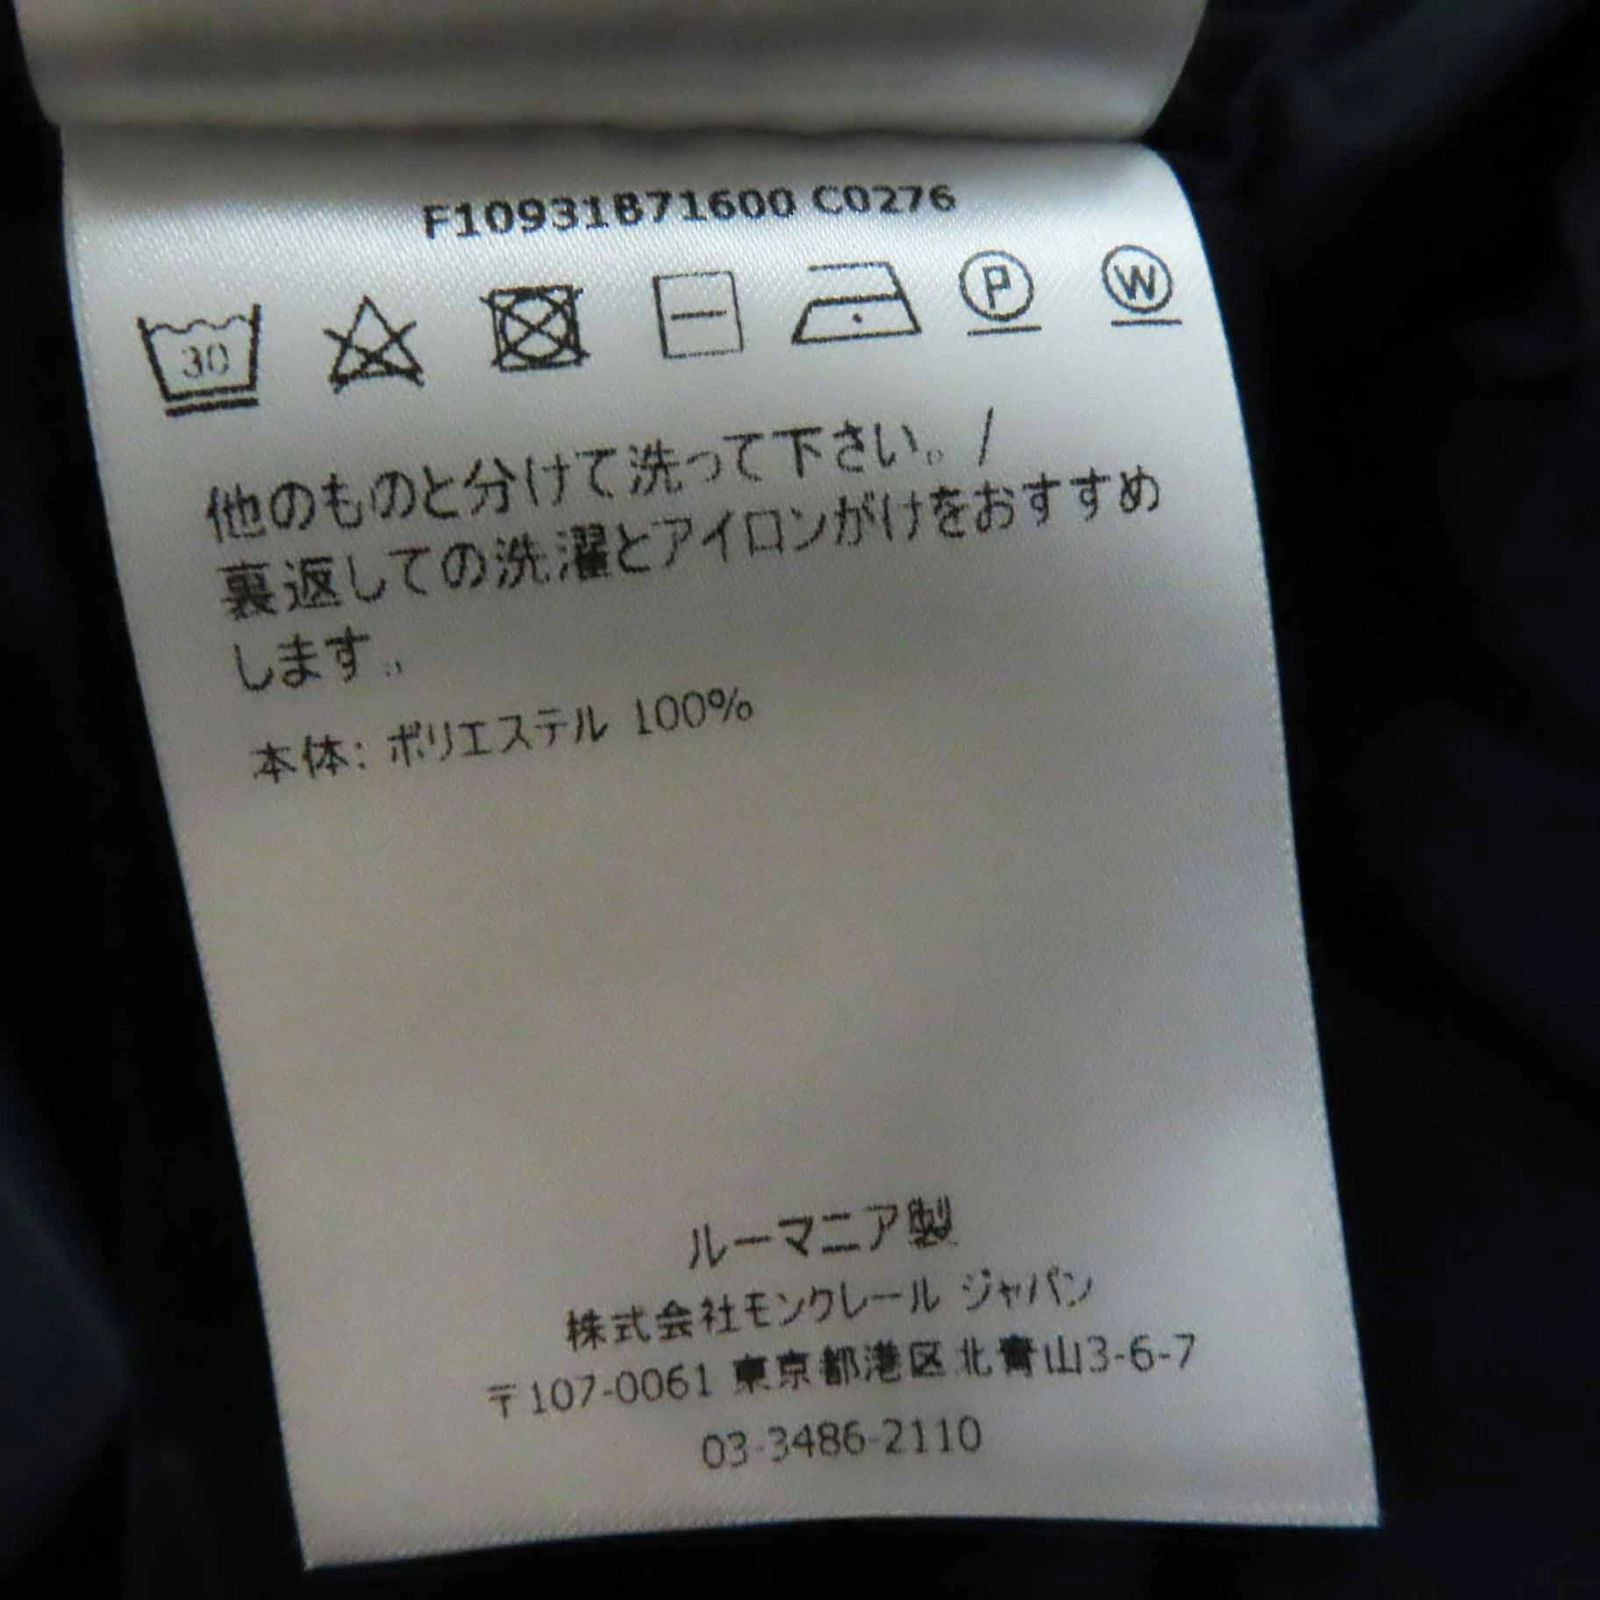 F10931B71600 C0276
30
P
W
他のものと分けて洗って下さい。/
裏返しての洗濯とアイロンがけをおすすめ
します。
本体: ポリエステル 100%
ルーマニア製
株式会社モンクレール ジャパン
〒107-0061 東京都港区北青山3-6-7
03-3486-2110